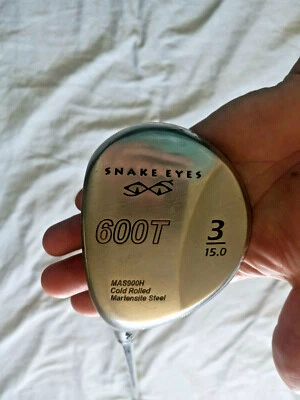 SNAKE EYES
600T
3
15.0
MAS900H
Cold Rolled
Martensite Steel